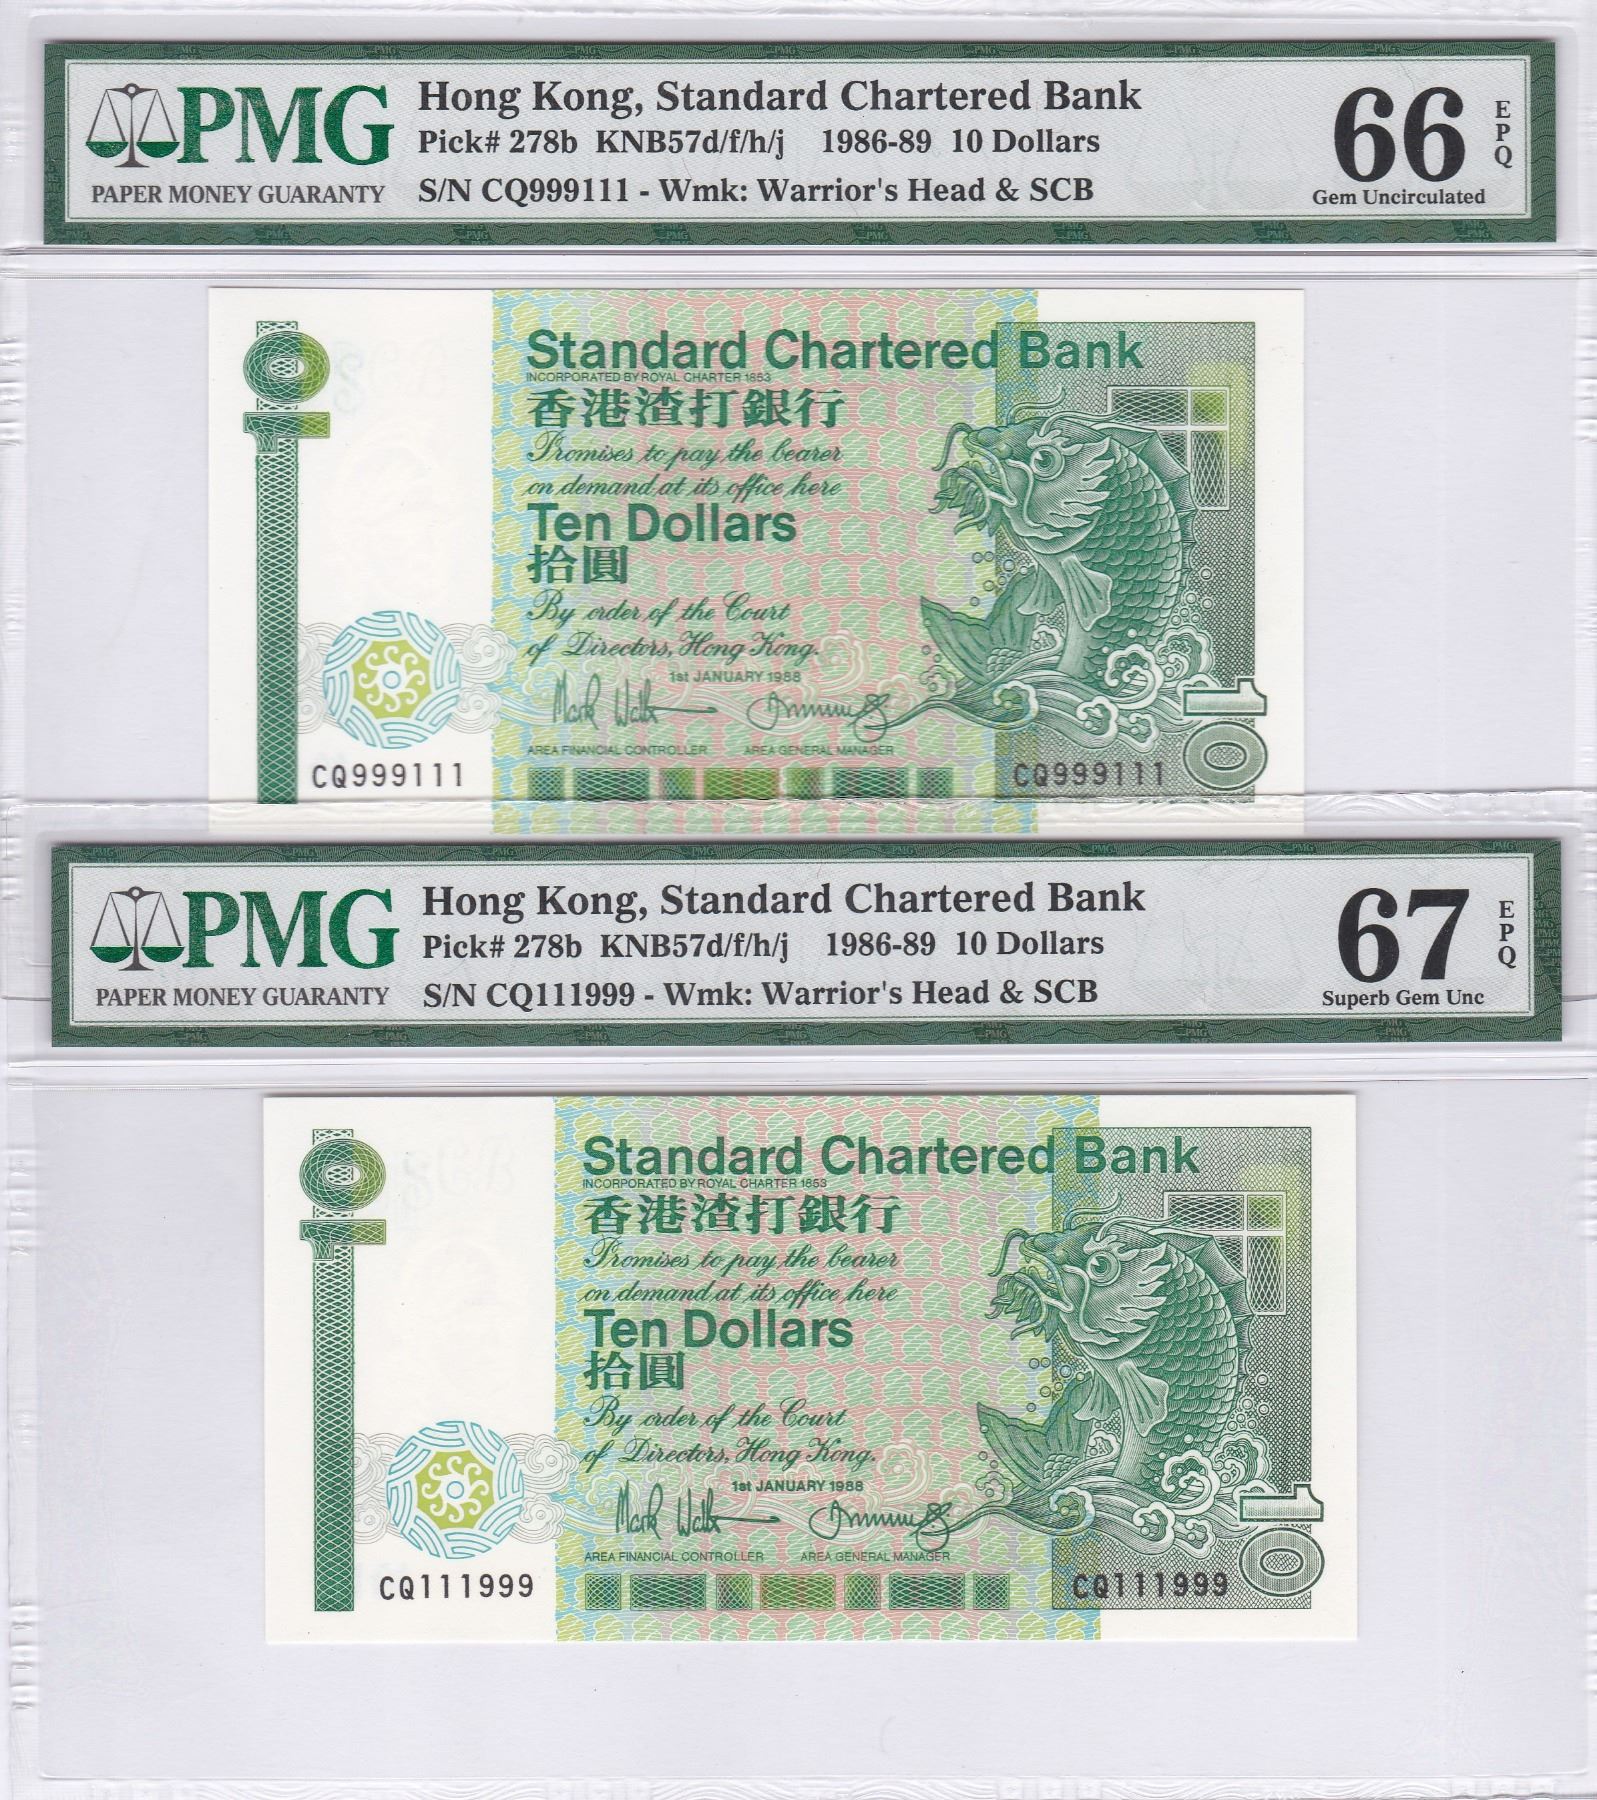 PMG
PAPER MONEY GUARANTY
Hong Kong, Standard Chartered Bank
Pick# 278b KNB57d/f/h/j 1986-89 10 Dollars
S/N CQ999111 - Wmk: Warrior's Head & SCB
66 EPQ
Gem Uncirculated
10
Standard Chartered Bank
INCORPORATED BY ROYAL CHARTER 1853
香港渣打銀行
Promises to pay the bearer
on demand at its office here
Ten Dollars
拾圓
By order of the Court
of Directors, Hong Kong.
1st JANUARY 1988
AREA FINANCIAL CONTROLLER AREA GENERAL MANAGER
CQ999111 CQ999111
10
PMG
PAPER MONEY GUARANTY
Hong Kong, Standard Chartered Bank
Pick# 278b KNB57d/f/h/j 1986-89 10 Dollars
S/N CQ111999 - Wmk: Warrior's Head & SCB
67 EPQ
Superb Gem Unc
10
Standard Chartered Bank
INCORPORATED BY ROYAL CHARTER 1853
香港渣打銀行
Promises to pay the bearer
on demand at its office here
Ten Dollars
拾圓
By order of the Court
of Directors, Hong Kong.
1st JANUARY 1988
AREA FINANCIAL CONTROLLER AREA GENERAL MANAGER
CQ111999 CQ111999
10